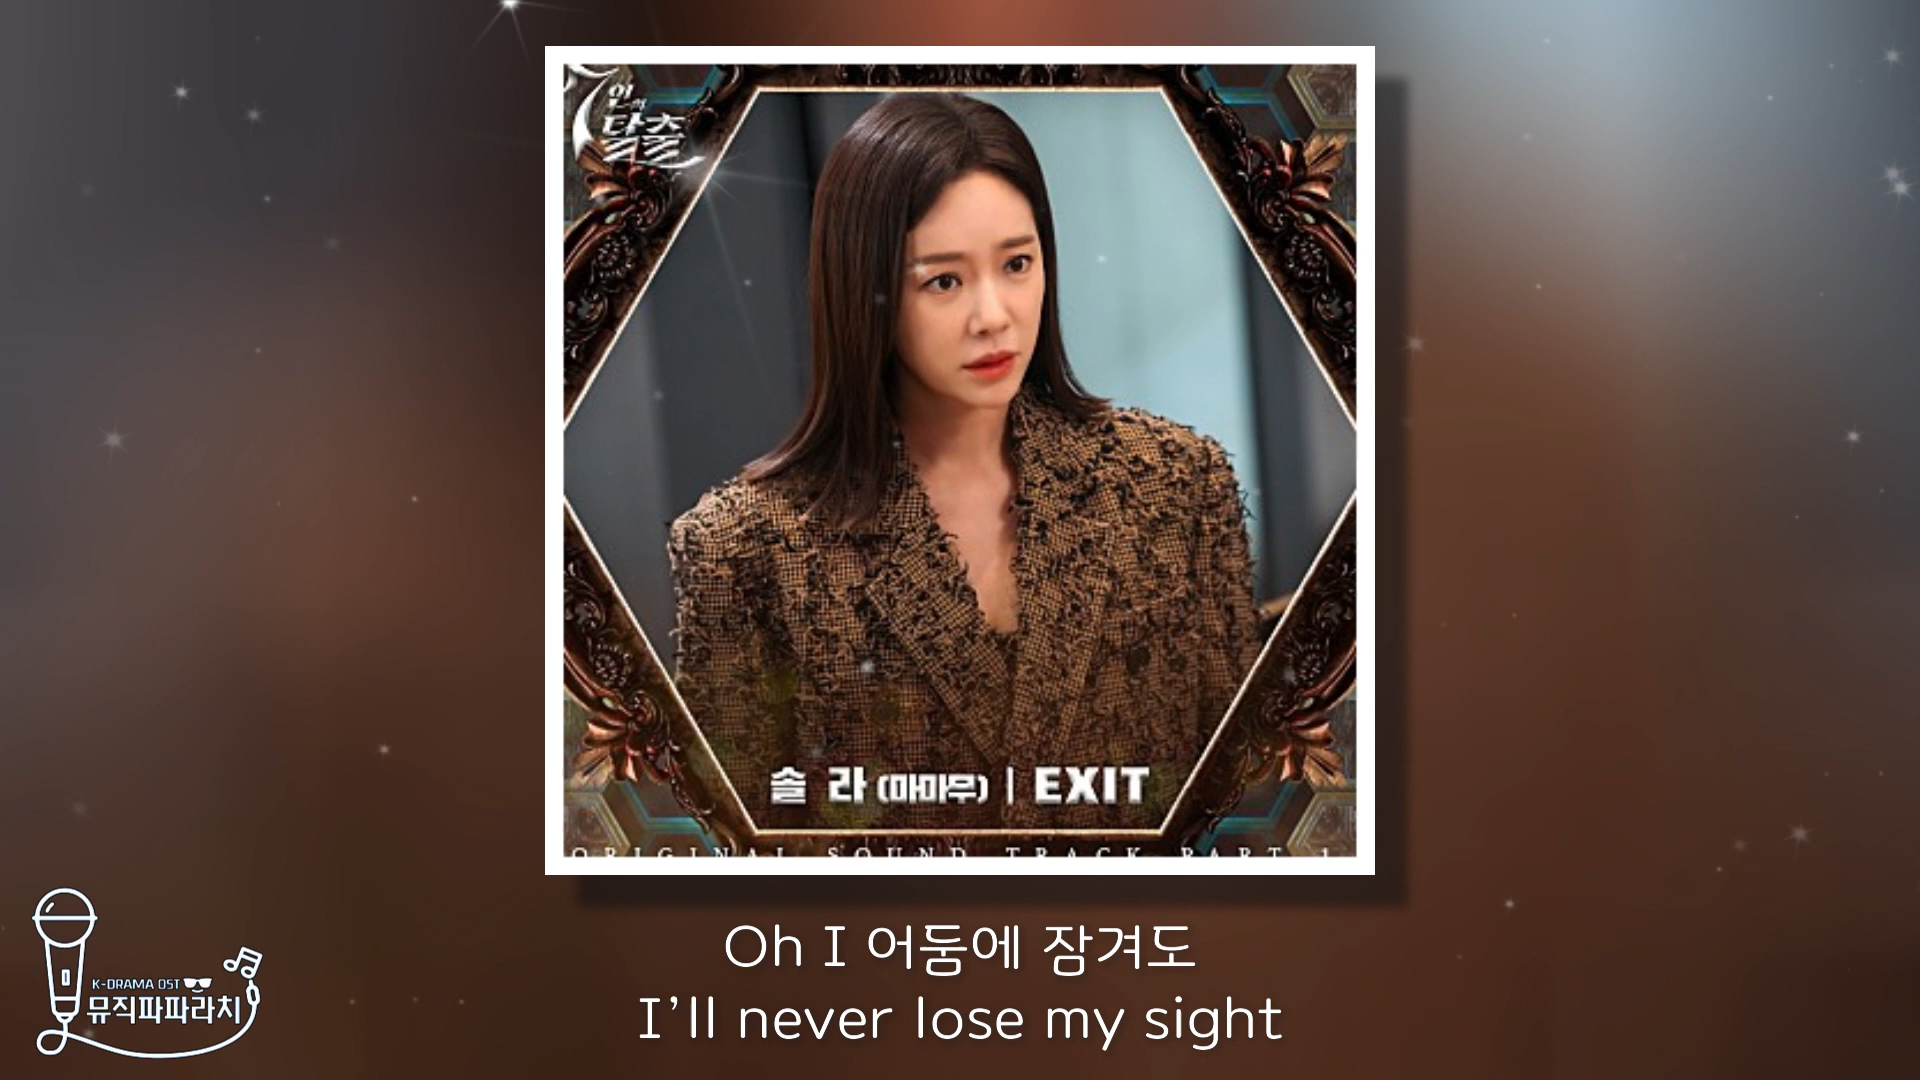 7인의
탈출
솔 라 (마마무) | EXIT
ORIGINAL SOUND TRACK PART 1
Oh I 어둠에 잠겨도
I’ll never lose my sight
K-DRAMA OST
뮤직파파라치